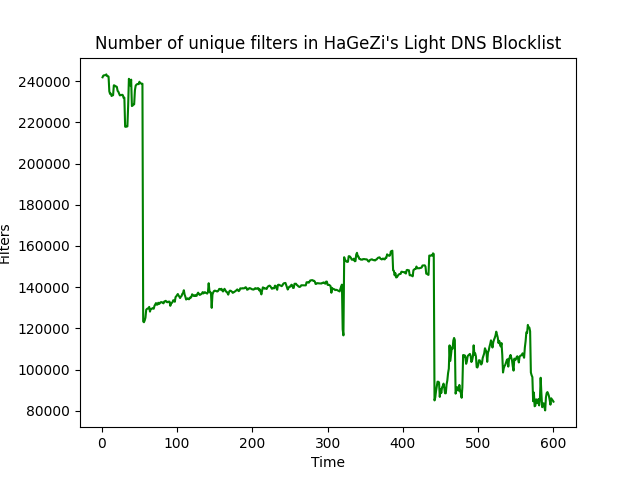 Number of unique filters in HaGeZi's Light DNS Blocklist
240000
220000
200000
180000
160000
140000
120000
100000
80000
Filters
0 100 200 300 400 500 600
Time